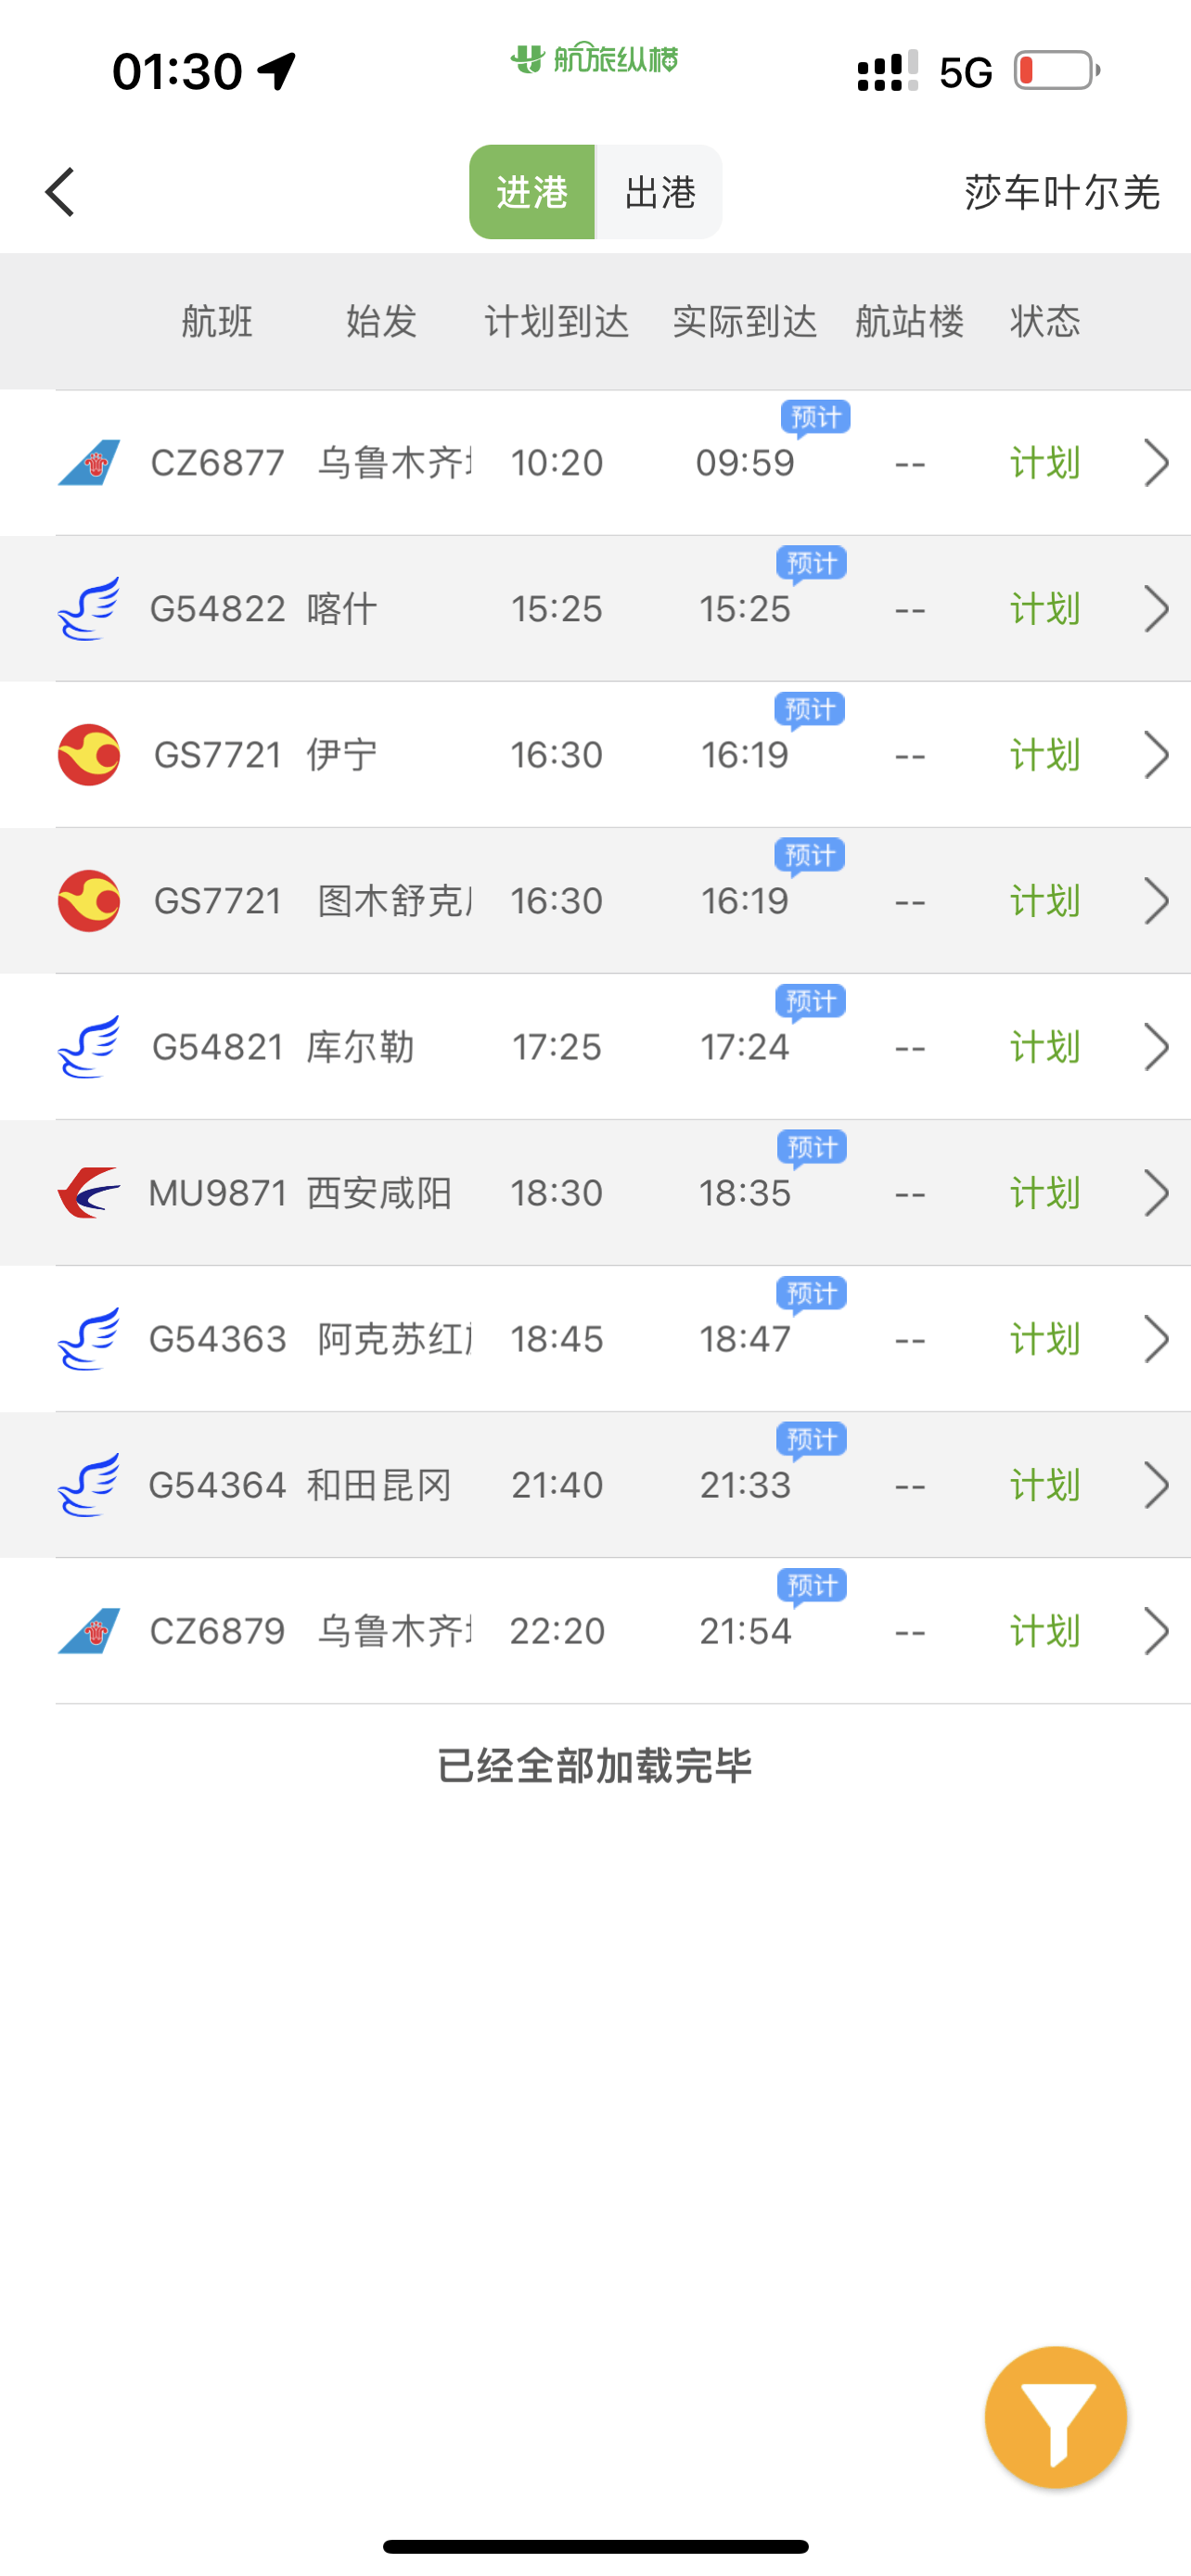 01:30 航旅纵横 5G
进港 出港 莎车叶尔羌
航班 始发 计划到达 实际到达 航站楼 状态
预计
CZ6877 乌鲁木齐 10:20 09:59 -- 计划
预计
G54822 喀什 15:25 15:25 -- 计划
预计
GS7721 伊宁 16:30 16:19 -- 计划
预计
GS7721 图木舒克 16:30 16:19 -- 计划
预计
G54821 库尔勒 17:25 17:24 -- 计划
预计
MU9871 西安咸阳 18:30 18:35 -- 计划
预计
G54363 阿克苏红 18:45 18:47 -- 计划
预计
G54364 和田昆冈 21:40 21:33 -- 计划
预计
CZ6879 乌鲁木齐 22:20 21:54 -- 计划
已经全部加载完毕